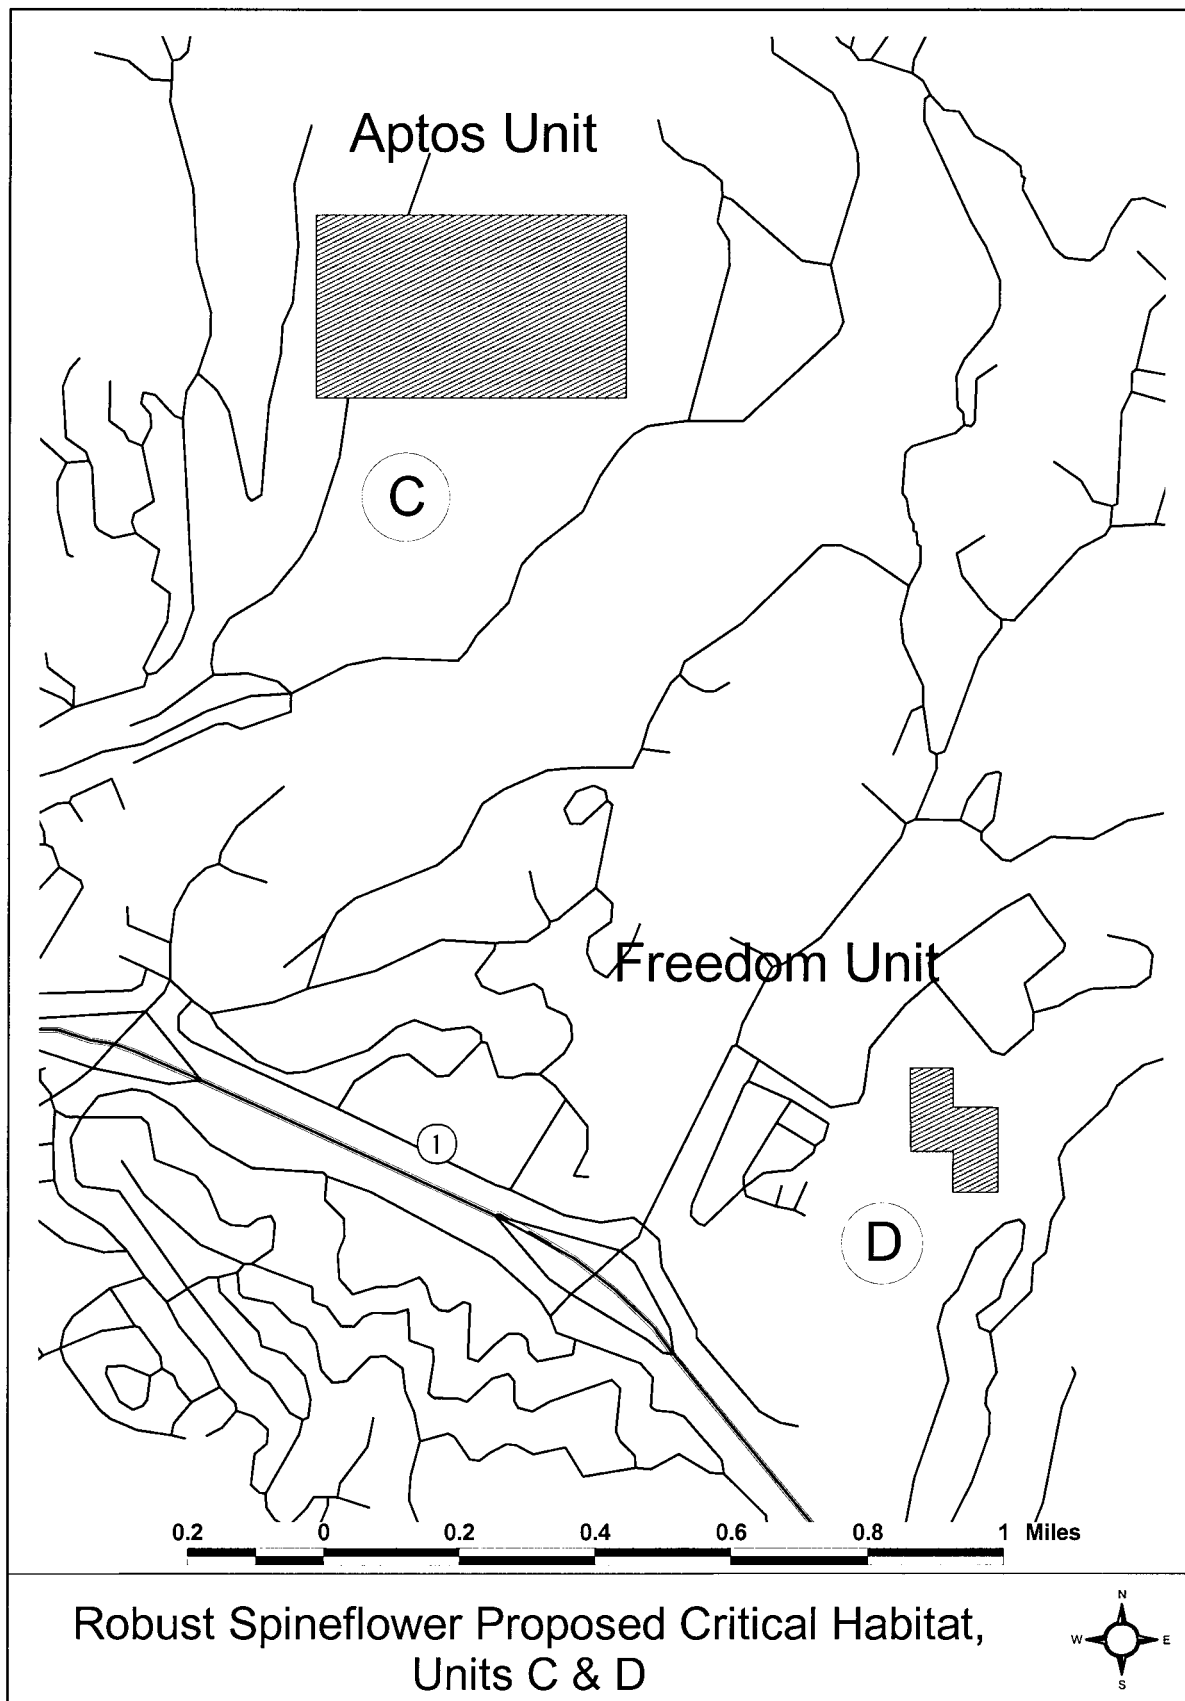 Aptos Unit
C
Freedom Unit
1
D
0.2 0 0.2 0.4 0.6 0.8 1 Miles
Robust Spineflower Proposed Critical Habitat,
Units C & D
N
W E
S